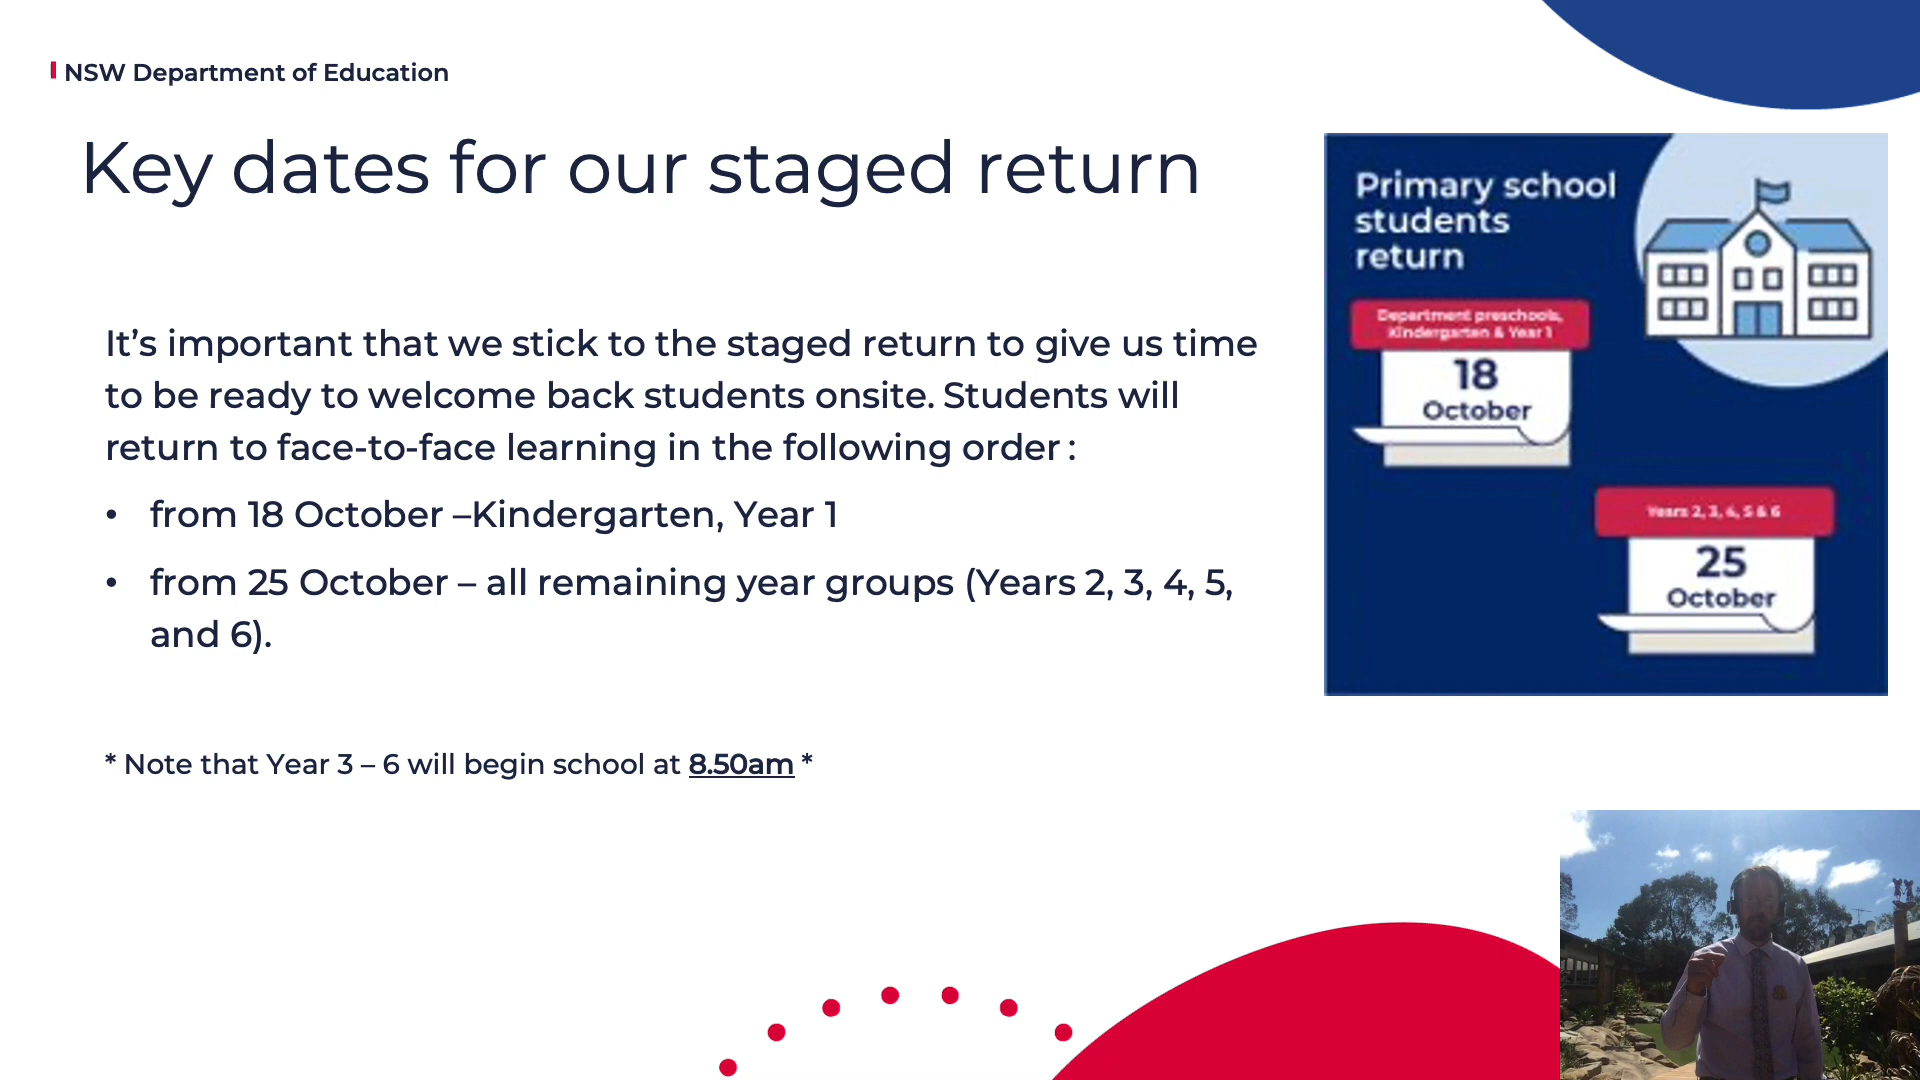 NSW Department of Education
Key dates for our staged return
It’s important that we stick to the staged return to give us time
to be ready to welcome back students onsite. Students will
return to face-to-face learning in the following order :
• from 18 October –Kindergarten, Year 1
• from 25 October – all remaining year groups (Years 2, 3, 4, 5,
and 6).
* Note that Year 3 – 6 will begin school at 8.50am *
Primary school
students
return
Department preschools,
Kindergarten & Year 1
18
October
Years 2, 3, 4, 5 & 6
25
October